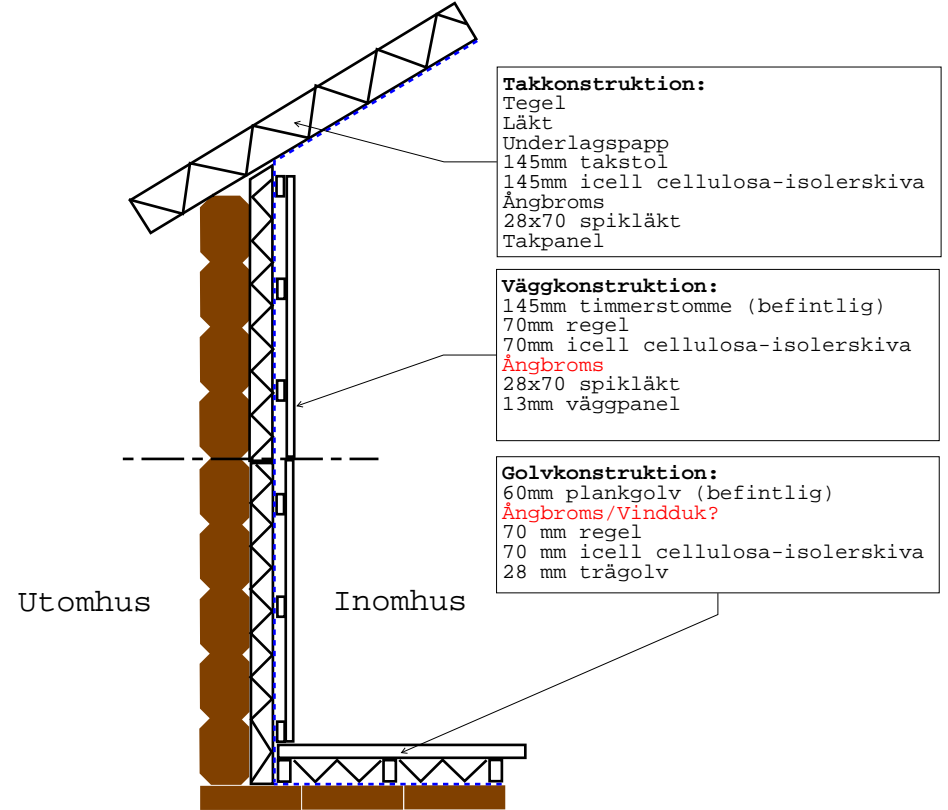 Takkonstruktion:
Tegel
Läkt
Underlagspapp
145mm takstol
145mm icell cellulosa-isolerskiva
Ångbroms
28x70 spikläkt
Takpanel
Väggkonstruktion:
145mm timmerstomme (befintlig)
70mm regel
70mm icell cellulosa-isolerskiva
Ångbroms
28x70 spikläkt
13mm väggpanel
Golvkonstruktion:
60mm plankgolv (befintlig)
Ångbroms/Vindduk?
70 mm regel
70 mm icell cellulosa-isolerskiva
28 mm trägolv
Utomhus
Inomhus